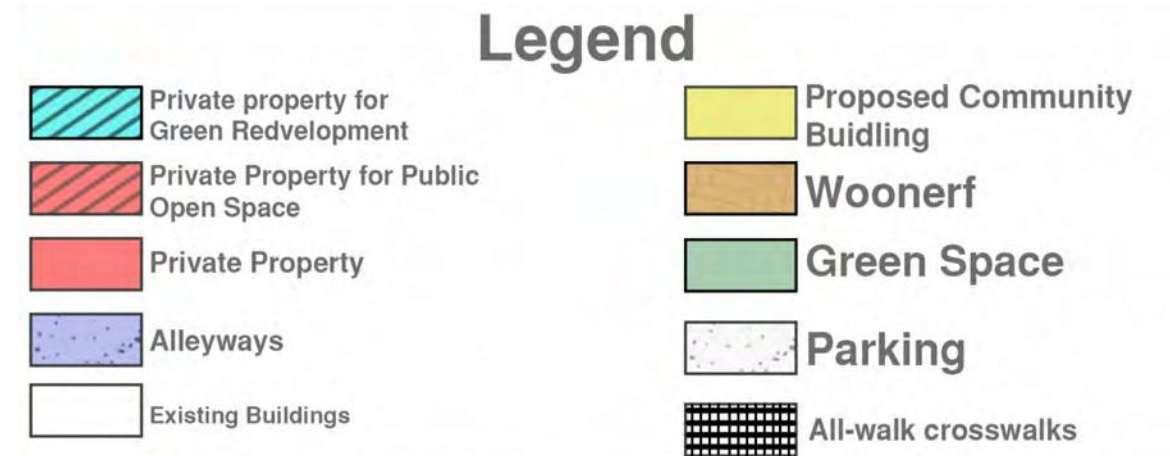 Legend
Private property for
Green Redvelopment
Private Property for Public
Open Space
Private Property
Alleyways
Existing Buildings
Proposed Community
Buidling
Woonerf
Green Space
Parking
All-walk crosswalks